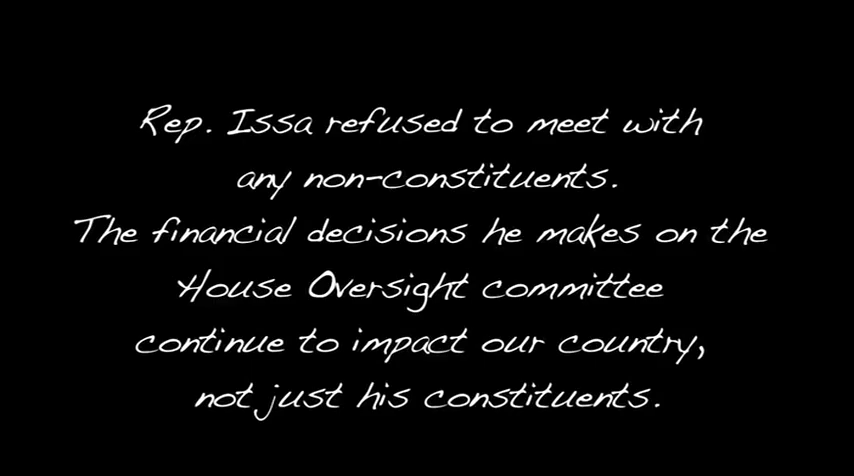 Rep. Issa refused to meet with
any non-constituents.
The financial decisions he makes on the
House Oversight committee
continue to impact our country,
not just his constituents.